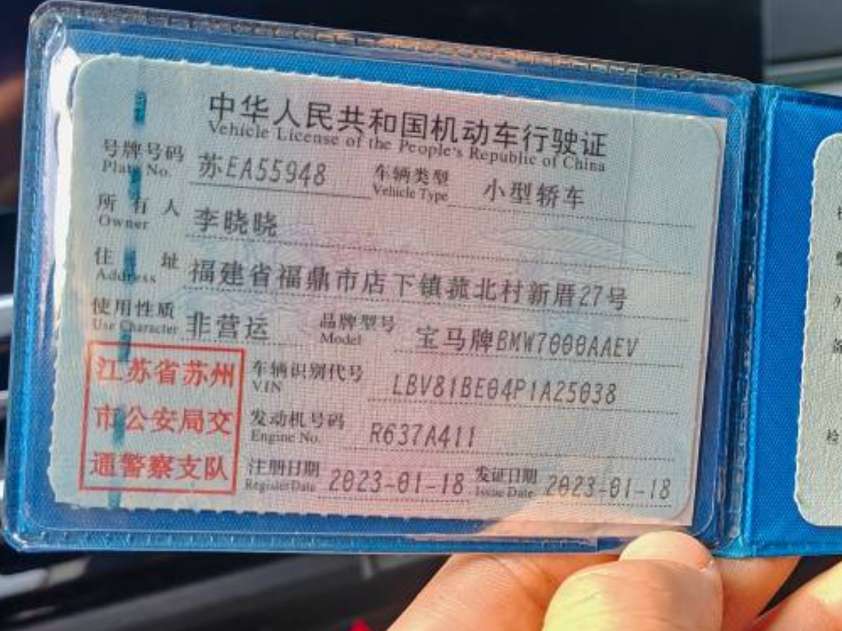 中华人民共和国机动车行驶证
Vehicle License of the People's Republic of China
号牌号码 苏EA55948 车辆类型 小型轿车
Plate No. Vehicle Type
所有人 李晓晓
Owner
住址 福建省福鼎市店下镇菰北村新厝27号
Address
使用性质 非营运 品牌型号 宝马牌BMW7000AAEV
Use Character Model
江苏省苏州
市公安局交
通警察支队
车辆识别代号 LBV81BE04P1A25038
VIN
发动机号码 R637A411
Engine No.
注册日期 2023-01-18 发证日期 2023-01-18
Register Date Issue Date